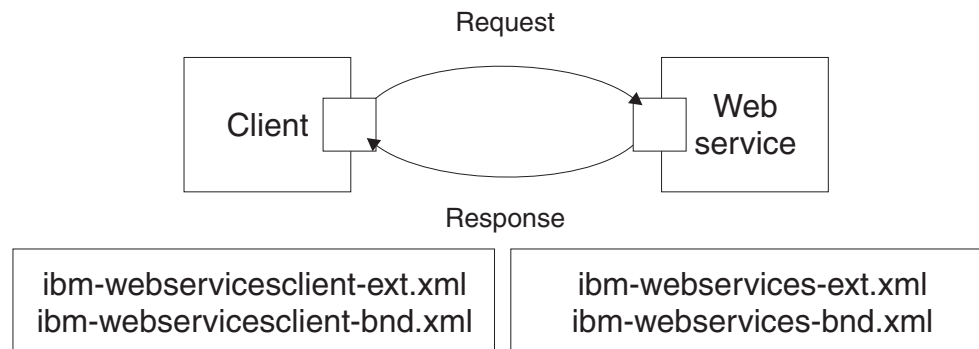 Request
Client
Web
service
Response
ibm-webservicesclient-ext.xml
ibm-webservicesclient-bnd.xml
ibm-webservices-ext.xml
ibm-webservices-bnd.xml